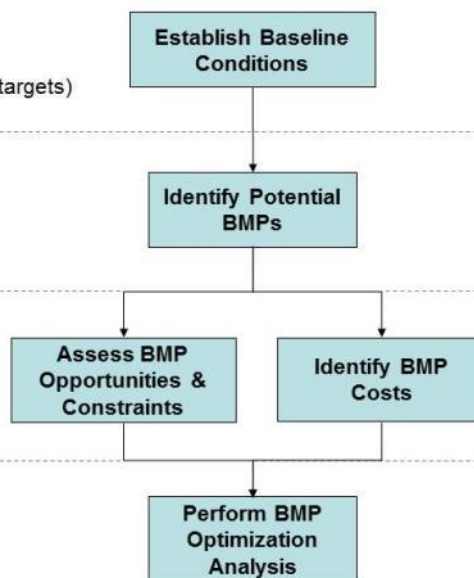 Establish Baseline
Conditions
targets)
Identify Potential
BMPs
Assess BMP
Opportunities &
Constraints
Identify BMP
Costs
Perform BMP
Optimization
Analysis